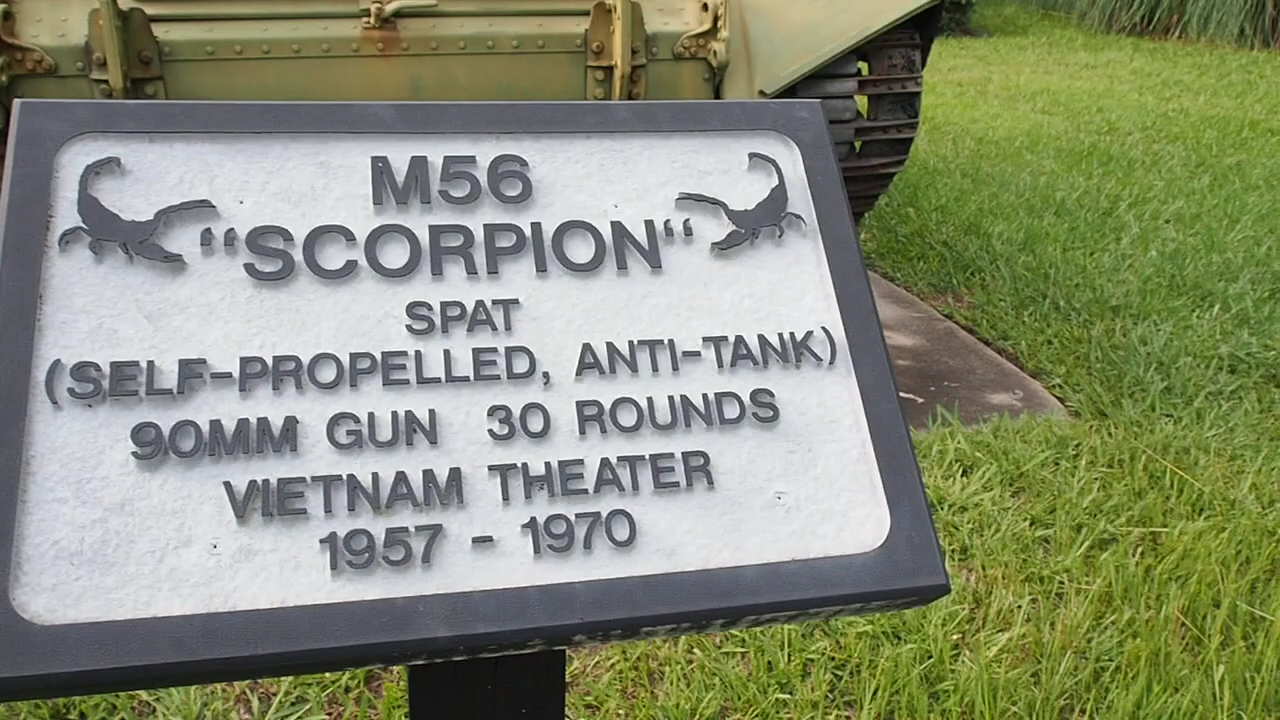 M56
“SCORPION“
SPAT
(SELF-PROPELLED, ANTI-TANK)
90MM GUN 30 ROUNDS
VIETNAM THEATER
1957 - 1970